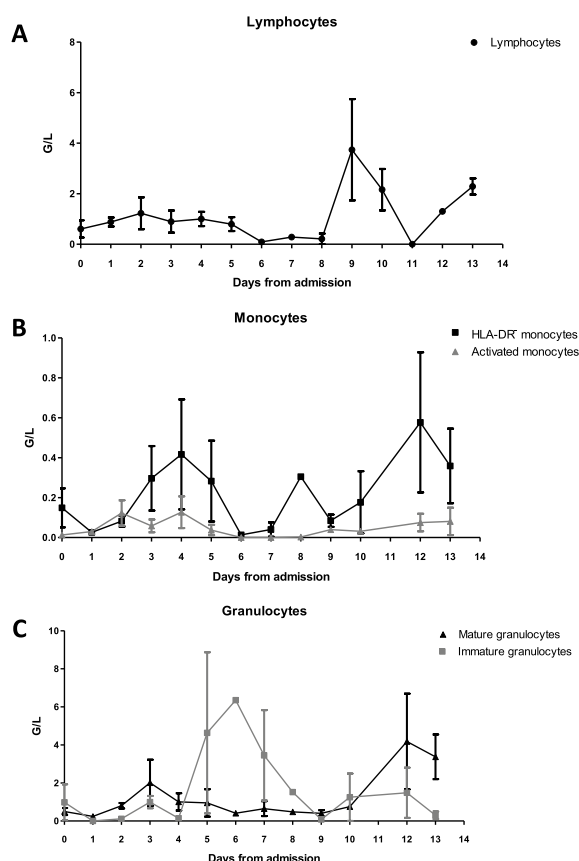 A
Lymphocytes
Lymphocytes
8
6
4
2
0
G/L
0 1 2 3 4 5 6 7 8 9 10 11 12 13 14
Days from admission
B
Monocytes
HLA-DR⁻ monocytes
Activated monocytes
1.0
0.8
0.6
0.4
0.2
0.0
G/L
0 1 2 3 4 5 6 7 8 9 10 11 12 13 14
Days from admission
C
Granulocytes
Mature granulocytes
Immature granulocytes
10
8
6
4
2
0
G/L
0 1 2 3 4 5 6 7 8 9 10 11 12 13 14
Days from admission